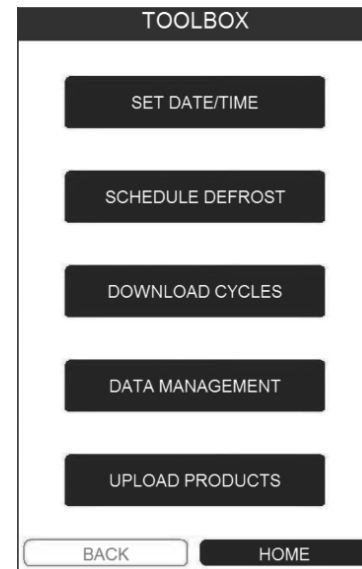 TOOLBOX
SET DATE/TIME
SCHEDULE DEFROST
DOWNLOAD CYCLES
DATA MANAGEMENT
UPLOAD PRODUCTS
BACK HOME